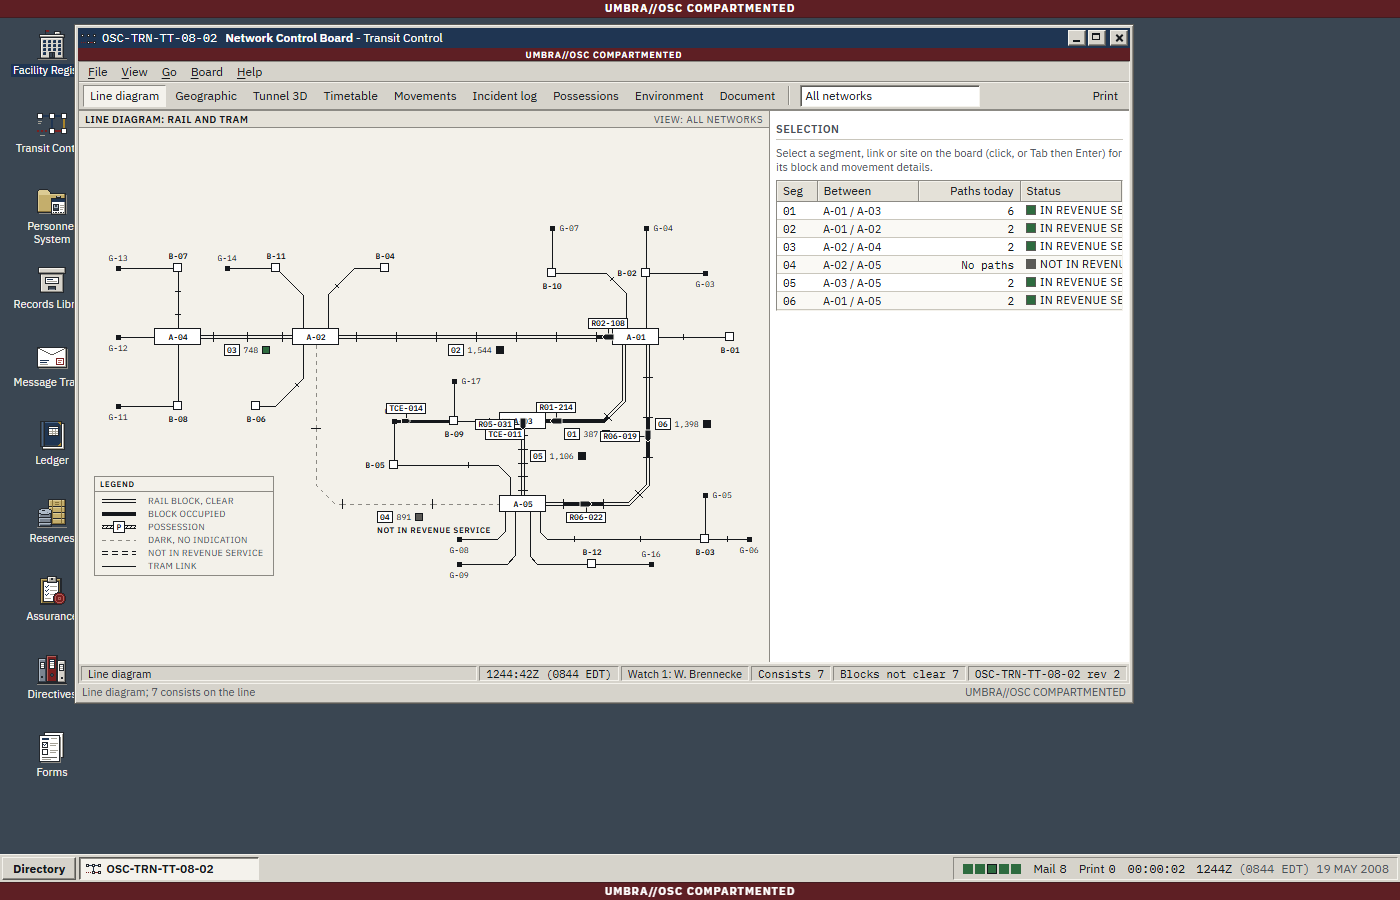 UMBRA//OSC COMPARTMENTED
Facility Regis
Transit Cont
Personne
System
Records Libr
Message Tra
Ledger
Reserves
Assurance
Directives
Forms
OSC-TRN-TT-08-02 Network Control Board - Transit Control
UMBRA//OSC COMPARTMENTED
File View Go Board Help
Line diagram Geographic Tunnel 3D Timetable Movements Incident log Possessions Environment Document All networks Print
LINE DIAGRAM: RAIL AND TRAM VIEW: ALL NETWORKS
G-07 G-04
G-13 B-07 G-14 B-11 B-04
B-02
B-10 G-03
R02-108
A-04 A-02 A-01
G-12 03 748 02 1,544 B-01
G-17
TCE-014 R01-214
G-11 B-08 B-06 R05-031 06 1,398
B-09 TCE-011 01 387 R06-019
05 1,106
B-05
A-05 G-05
04 891 R06-022
NOT IN REVENUE SERVICE
G-08 B-12 G-16 B-03 G-06
G-09
LEGEND
RAIL BLOCK, CLEAR
BLOCK OCCUPIED
P POSSESSION
DARK, NO INDICATION
NOT IN REVENUE SERVICE
TRAM LINK
SELECTION
Select a segment, link or site on the board (click, or Tab then Enter) for
its block and movement details.
Seg Between Paths today Status
01 A-01 / A-03 6 IN REVENUE SE
02 A-01 / A-02 2 IN REVENUE SE
03 A-02 / A-04 2 IN REVENUE SE
04 A-02 / A-05 No paths NOT IN REVENU
05 A-03 / A-05 2 IN REVENUE SE
06 A-01 / A-05 2 IN REVENUE SE
Line diagram 1244:42Z (0844 EDT) Watch 1: W. Brennecke Consists 7 Blocks not clear 7 OSC-TRN-TT-08-02 rev 2
Line diagram; 7 consists on the line UMBRA//OSC COMPARTMENTED
Directory OSC-TRN-TT-08-02 Mail 8 Print 0 00:00:02 1244Z (0844 EDT) 19 MAY 2008
UMBRA//OSC COMPARTMENTED